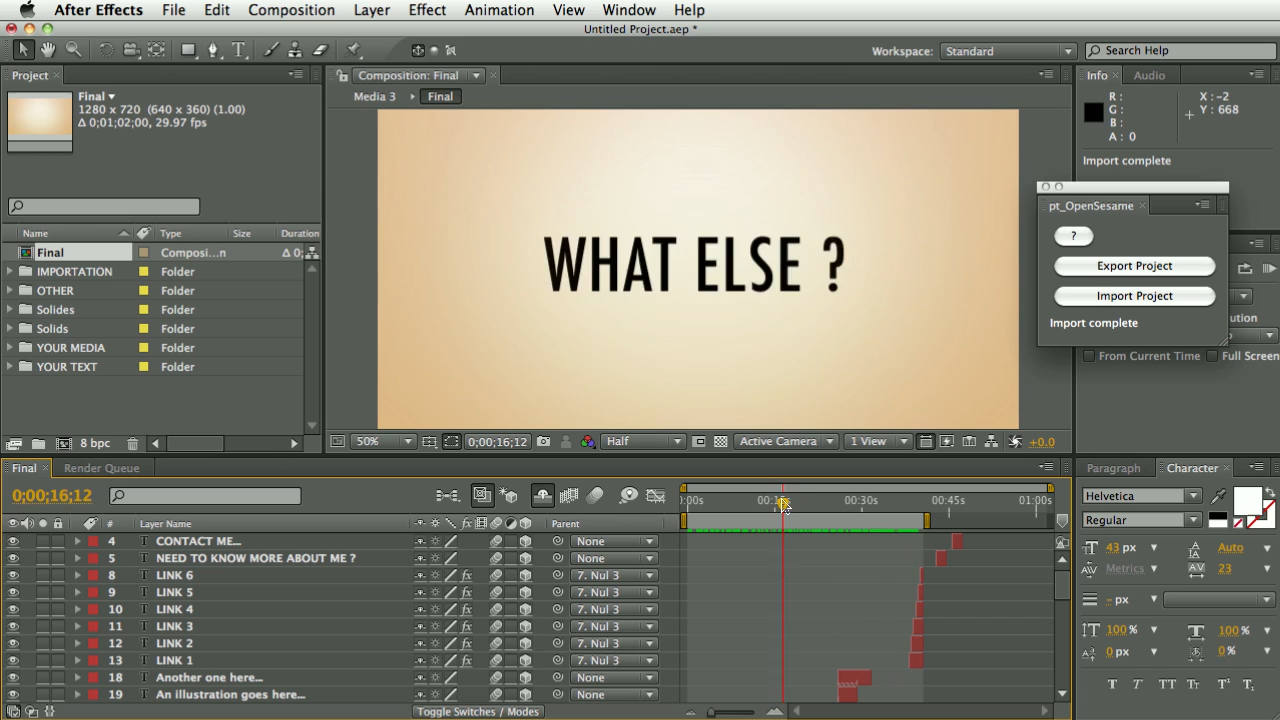 After Effects File Edit Composition Layer Effect Animation View Window Help
Untitled Project.aep *
Workspace: Standard Search Help
Project
Final
1280 x 720 (640 x 360) (1.00)
Δ 0;01;02;00, 29.97 fps
Name Type Size Duration
Final Composi...n Δ 0;
IMPORTATION Folder
OTHER Folder
Solides Folder
Solids Folder
YOUR MEDIA Folder
YOUR TEXT Folder
8 bpc
Composition: Final
Media 3 Final
WHAT ELSE ?
50% 0;00;16;12 Half Active Camera 1 View +0.0
Info Audio
R :
G :
B :
A : 0
X : -2
Y : 668
Import complete
pt_OpenSesame
?
Export Project
Import Project
Import complete
From Current Time Full Screen
Final Render Queue
0;00;16;12
00:30s 00:45s 01:00s
# Layer Name Parent
4 CONTACT ME... None
5 NEED TO KNOW MORE ABOUT ME ? None
8 LINK 6 7. Nul 3
9 LINK 5 7. Nul 3
10 LINK 4 7. Nul 3
11 LINK 3 7. Nul 3
12 LINK 2 7. Nul 3
13 LINK 1 7. Nul 3
18 Another one here... None
19 An illustration goes here... None
Toggle Switches / Modes
Paragraph Character
Helvetica
Regular
43 px Auto
Metrics 23
- px
100% 100%
0 px 0 %
T T TT Tr T¹ T₁